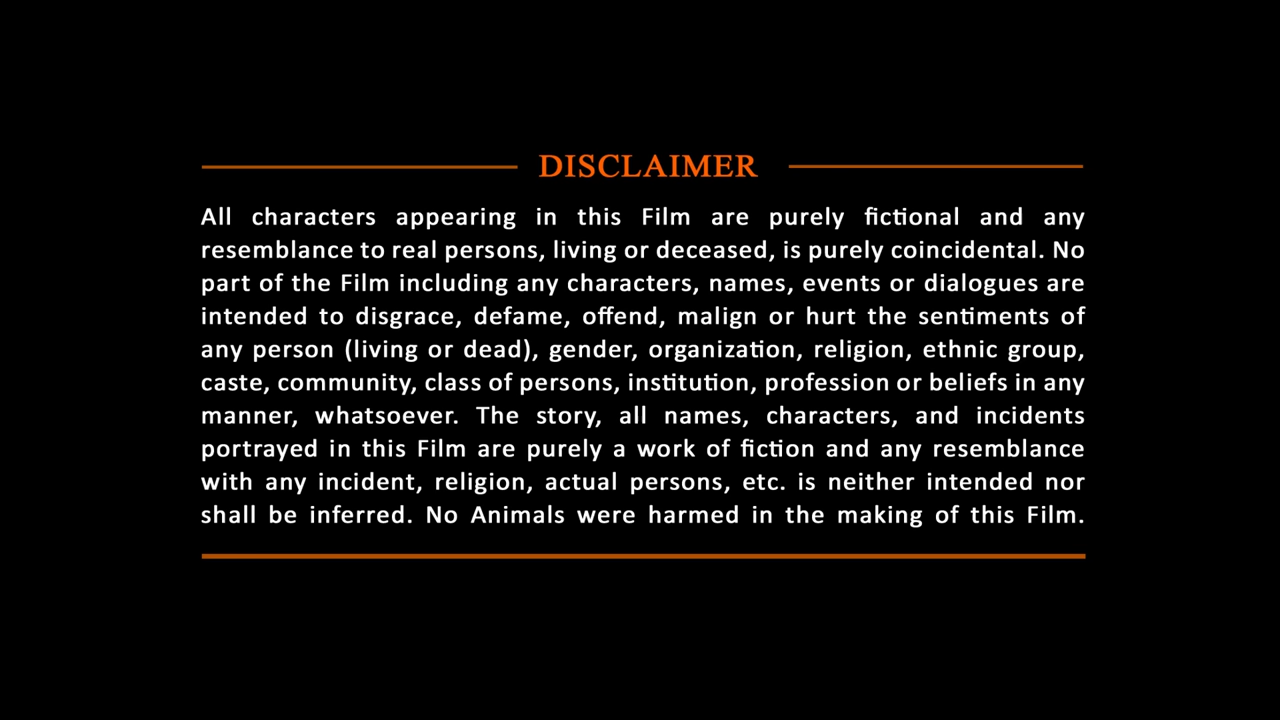 DISCLAIMER
All characters appearing in this Film are purely fictional and any
resemblance to real persons, living or deceased, is purely coincidental. No
part of the Film including any characters, names, events or dialogues are
intended to disgrace, defame, offend, malign or hurt the sentiments of
any person (living or dead), gender, organization, religion, ethnic group,
caste, community, class of persons, institution, profession or beliefs in any
manner, whatsoever. The story, all names, characters, and incidents
portrayed in this Film are purely a work of fiction and any resemblance
with any incident, religion, actual persons, etc. is neither intended nor
shall be inferred. No Animals were harmed in the making of this Film.